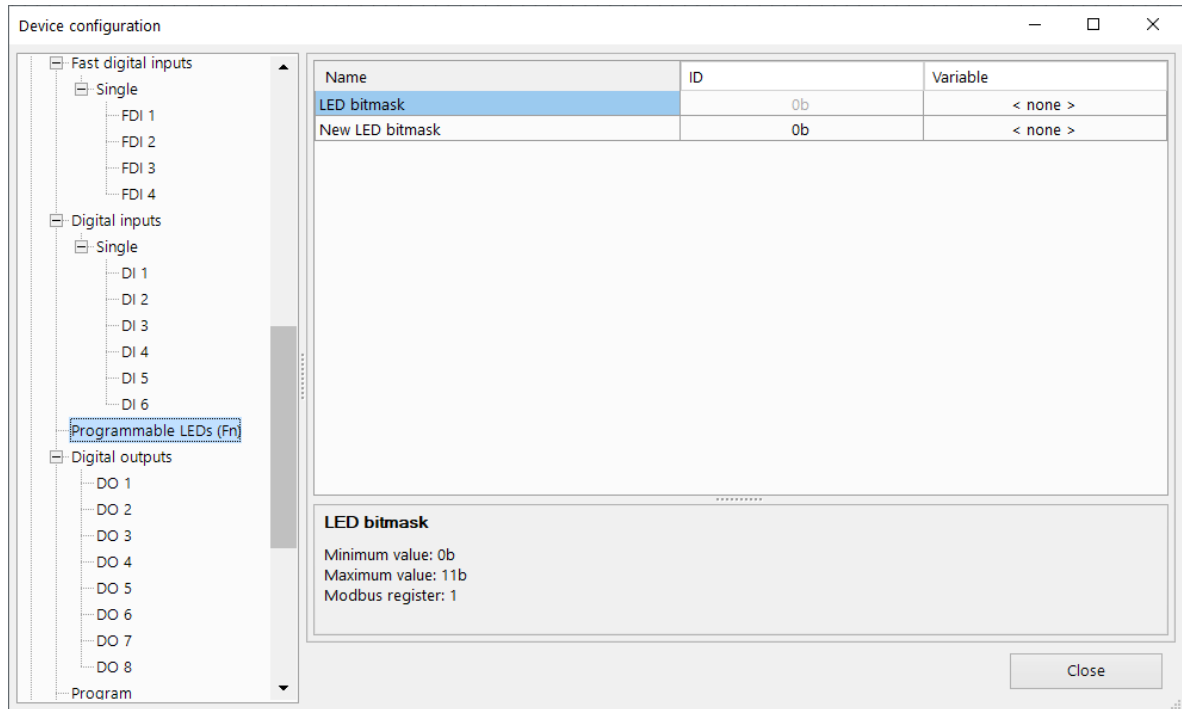 Device configuration
Fast digital inputs
Single
FDI 1
FDI 2
FDI 3
FDI 4
Digital inputs
Single
DI 1
DI 2
DI 3
DI 4
DI 5
DI 6
Programmable LEDs (Fn)
Digital outputs
DO 1
DO 2
DO 3
DO 4
DO 5
DO 6
DO 7
DO 8
Program
Name ID Variable
LED bitmask 0b < none >
New LED bitmask 0b < none >
LED bitmask
Minimum value: 0b
Maximum value: 11b
Modbus register: 1
Close